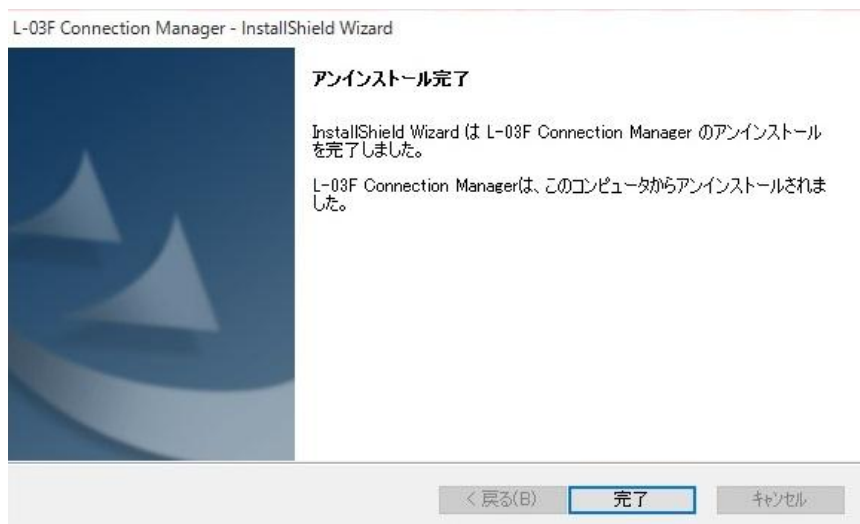 L-03F Connection Manager - InstallShield Wizard
アンインストール完了
InstallShield Wizard は L-03F Connection Manager のアンインストール
を完了しました。
L-03F Connection Managerは、このコンピュータからアンインストールされま
した。
< 戻る(B)
完了
キャンセル